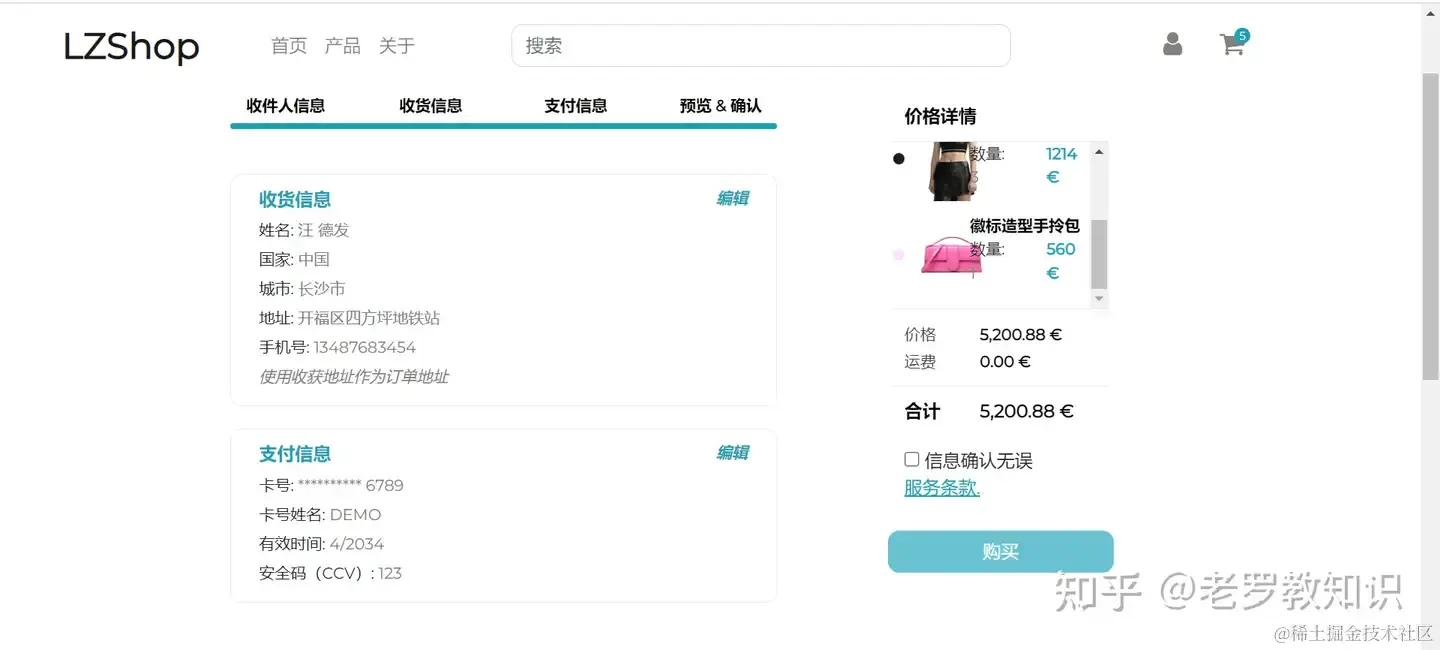 LZShop
首页 产品 关于
搜索
5
收件人信息 收货信息 支付信息 预览 & 确认
收货信息 编辑
姓名: 汪 德发
国家: 中国
城市: 长沙市
地址: 开福区四方坪地铁站
手机号: 13487683454
使用收获地址作为订单地址
支付信息 编辑
卡号: ********** 6789
卡号姓名: DEMO
有效时间: 4/2034
安全码（CCV）: 123
价格详情
数量: 1214
3 €
徽标造型手拎包
数量: 560
1 €
价格 5,200.88 €
运费 0.00 €
合计 5,200.88 €
信息确认无误
服务条款.
购买
知乎 @老罗教知识
@稀土掘金技术社区